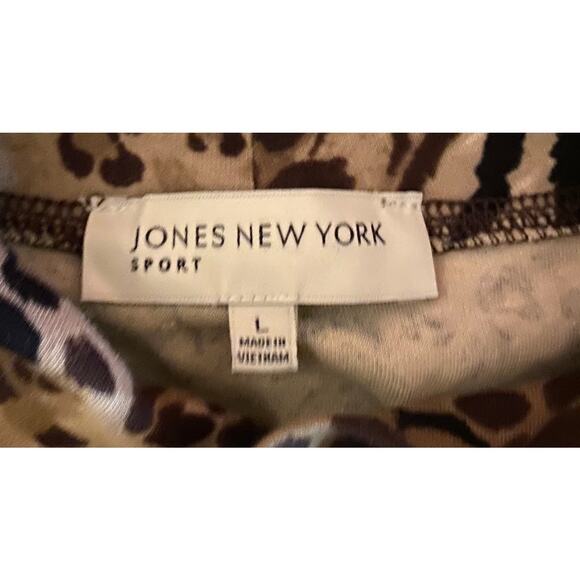 JONES NEW YORK
SPORT
L
MADE IN
VIETNAM